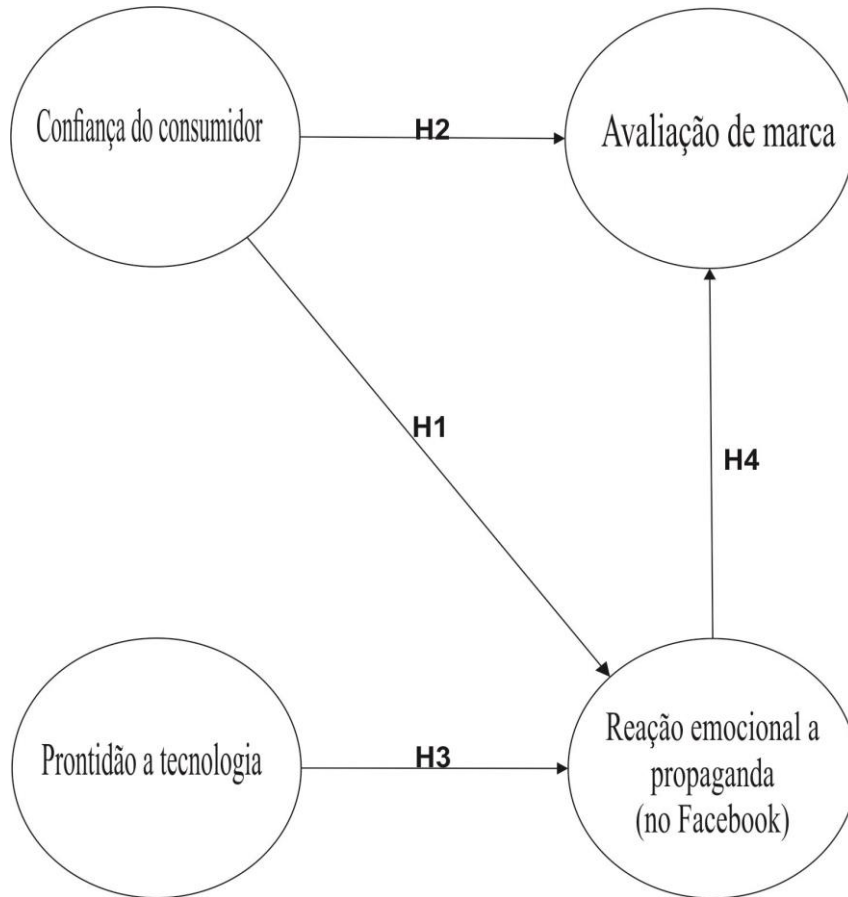 Confiança do consumidor
H2
Avaliação de marca
H1
H4
Prontidão a tecnologia
H3
Reação emocional a
propaganda
(no Facebook)